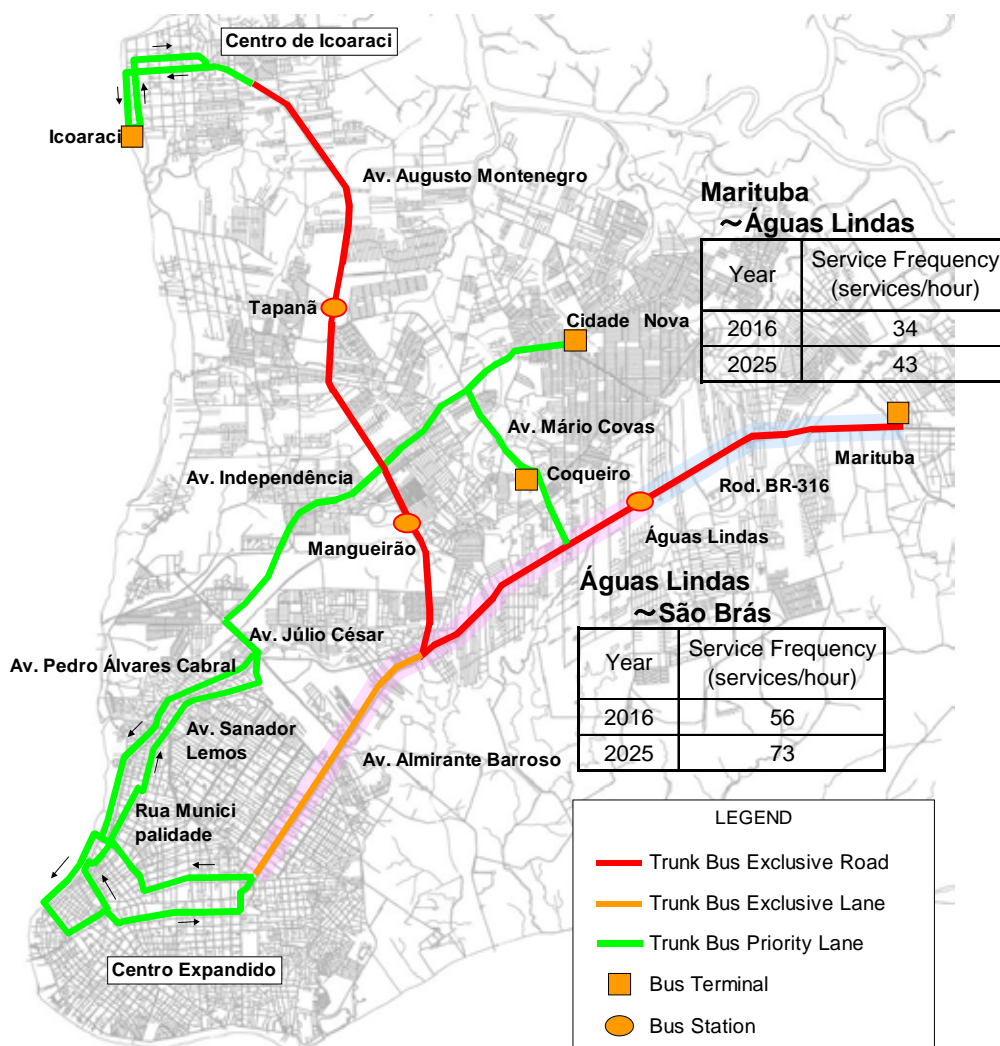 Centro de Icoaraci
Icoaraci
Av. Augusto Montenegro
Marituba
～Águas Lindas
Year
Service Frequency
(services/hour)
2016
34
2025
43
Tapanã
Cidade Nova
Av. Mário Covas
Marituba
Av. Independência
Coqueiro
Rod. BR-316
Mangueirão
Águas Lindas
Águas Lindas
～São Brás
Year
Service Frequency
(services/hour)
2016
56
2025
73
Av. Júlio César
Av. Pedro Álvares Cabral
Av. Sanador
Lemos
Av. Almirante Barroso
Rua Munici
palidade
Centro Expandido
LEGEND
Trunk Bus Exclusive Road
Trunk Bus Exclusive Lane
Trunk Bus Priority Lane
Bus Terminal
Bus Station